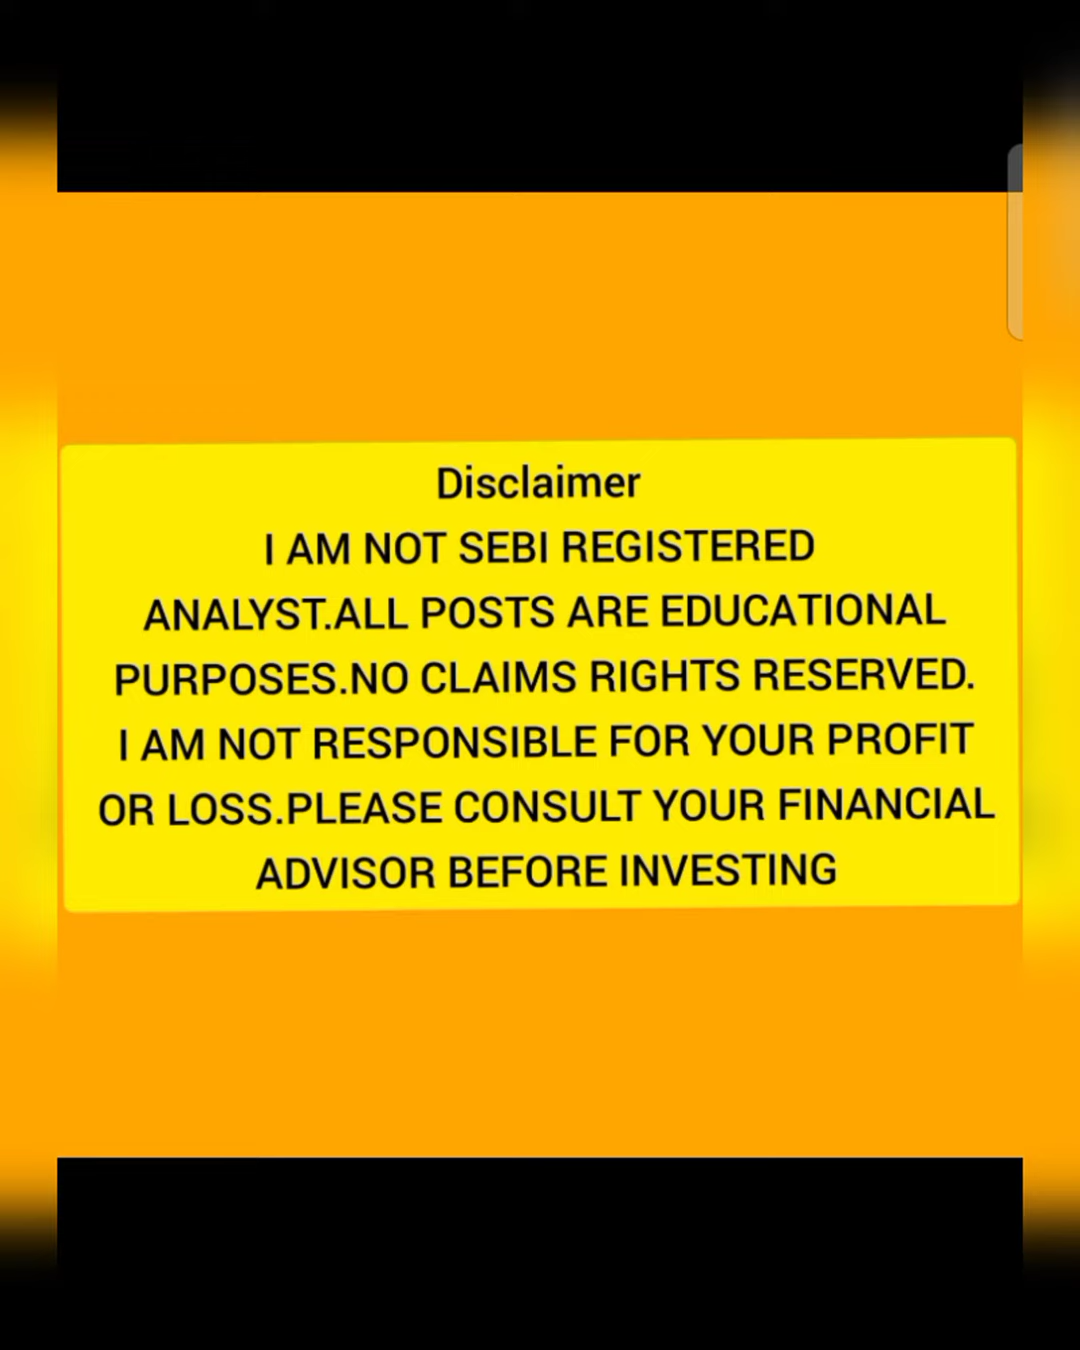 Disclaimer
I AM NOT SEBI REGISTERED
ANALYST.ALL POSTS ARE EDUCATIONAL
PURPOSES.NO CLAIMS RIGHTS RESERVED.
I AM NOT RESPONSIBLE FOR YOUR PROFIT
OR LOSS.PLEASE CONSULT YOUR FINANCIAL
ADVISOR BEFORE INVESTING